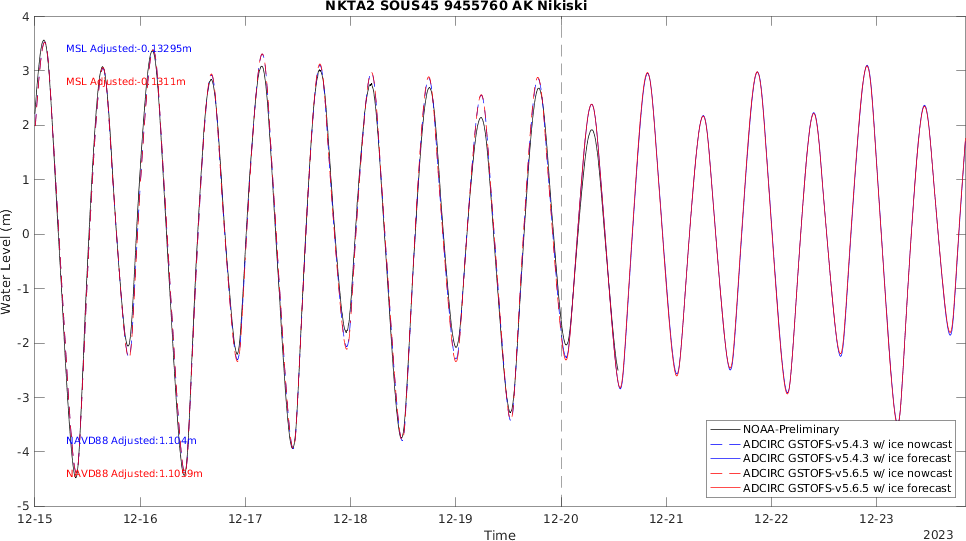 NKTA2 SOUS45 9455760 AK Nikiski
4
3
2
1
0
-1
-2
-3
-4
-5
Water Level (m)
MSL Adjusted:-0.13295m
MSL Adjusted:-0.1311m
NAVD88 Adjusted:1.104m
NAVD88 Adjusted:1.1059m
NOAA-Preliminary
ADCIRC GSTOFS-v5.4.3 w/ ice nowcast
ADCIRC GSTOFS-v5.4.3 w/ ice forecast
ADCIRC GSTOFS-v5.6.5 w/ ice nowcast
ADCIRC GSTOFS-v5.6.5 w/ ice forecast
12-15 12-16 12-17 12-18 12-19 12-20 12-21 12-22 12-23
Time
2023